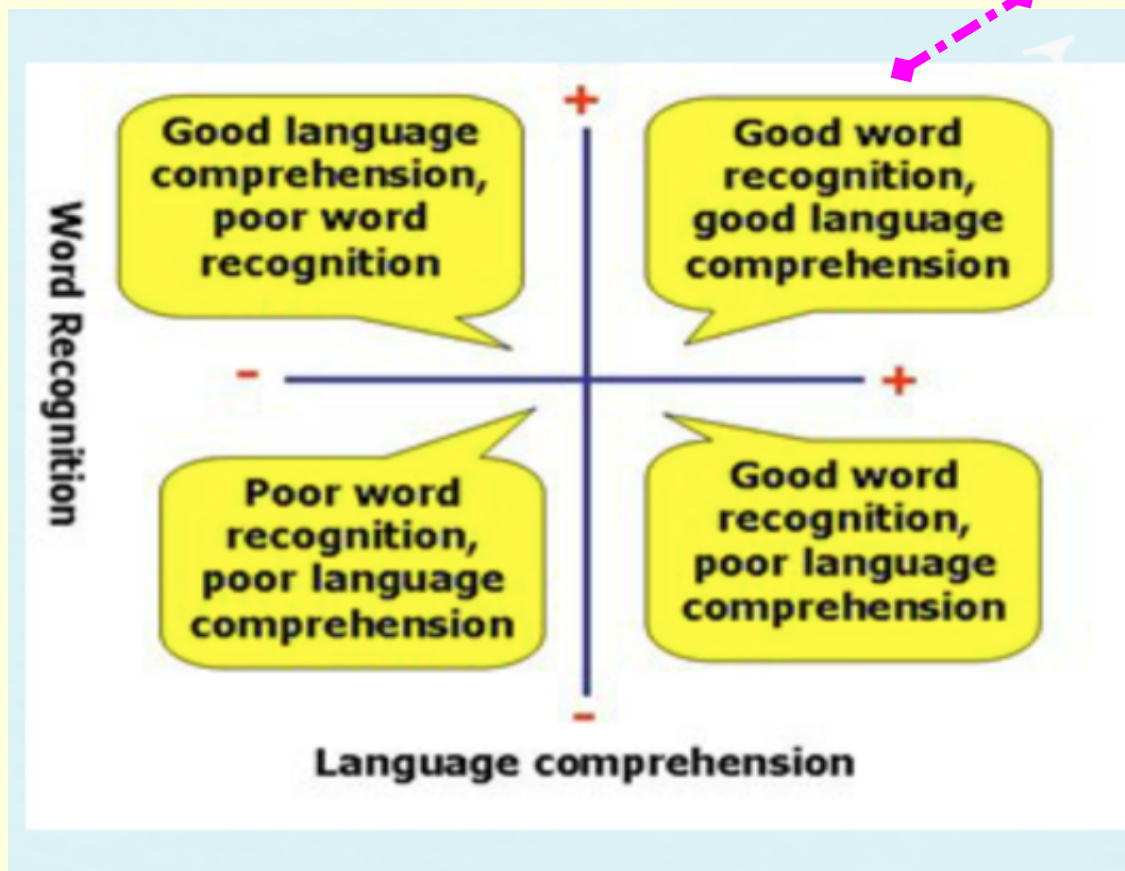 +
Good language
comprehension,
poor word
recognition
Good word
recognition,
good language
comprehension
Word Recognition
-
+
Poor word
recognition,
poor language
comprehension
Good word
recognition,
poor language
comprehension
-
Language comprehension